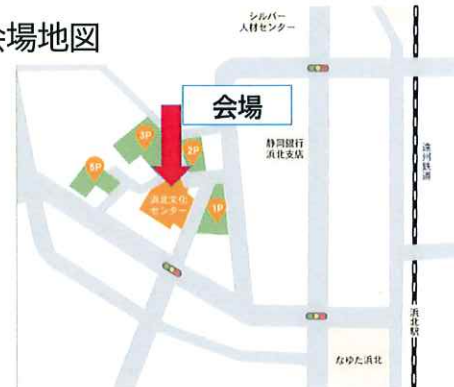 会場地図
シルバー
人材センター
会場
3P
2P
静岡銀行
浜北支店
遠州鉄道
5P
浜北文化
センター
1P
浜北駅
なゆた浜北